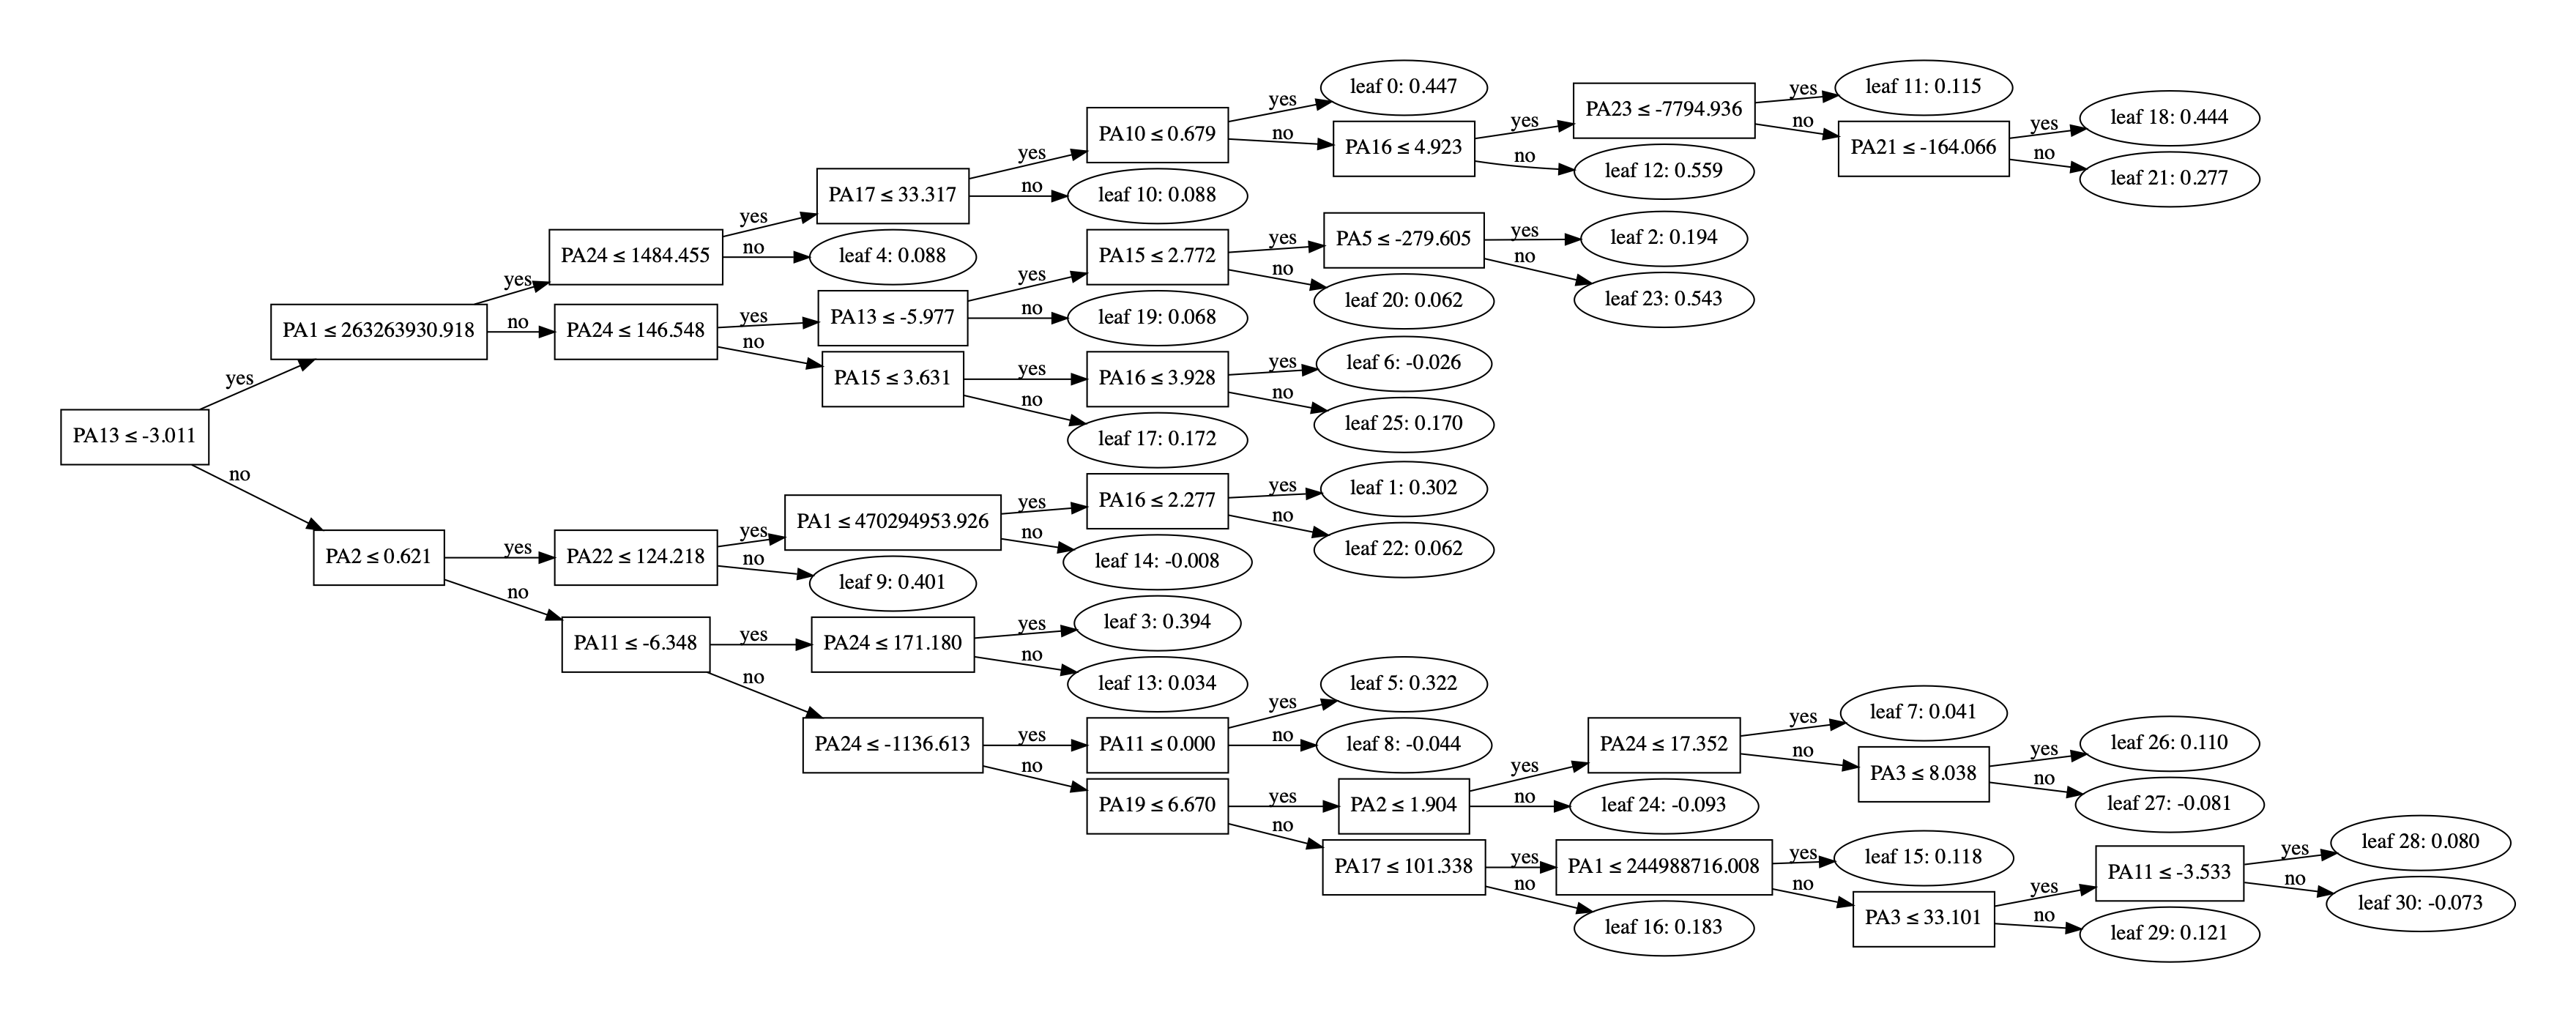 PA13 ≤ -3.011
yes
no
PA1 ≤ 263263930.918
yes
no
PA2 ≤ 0.621
yes
no
PA24 ≤ 1484.455
yes
no
PA24 ≤ 146.548
yes
no
PA22 ≤ 124.218
yes
no
PA11 ≤ -6.348
yes
no
PA17 ≤ 33.317
yes
no
leaf 4: 0.088
PA13 ≤ -5.977
yes
no
PA15 ≤ 3.631
yes
no
PA1 ≤ 470294953.926
yes
no
leaf 9: 0.401
PA24 ≤ 171.180
yes
no
PA24 ≤ -1136.613
yes
no
PA10 ≤ 0.679
yes
no
leaf 10: 0.088
PA15 ≤ 2.772
yes
no
leaf 19: 0.068
PA16 ≤ 3.928
yes
no
leaf 17: 0.172
PA16 ≤ 2.277
yes
no
leaf 14: -0.008
leaf 3: 0.394
leaf 13: 0.034
PA11 ≤ 0.000
yes
no
PA19 ≤ 6.670
yes
no
leaf 0: 0.447
PA16 ≤ 4.923
yes
no
PA5 ≤ -279.605
yes
no
leaf 20: 0.062
leaf 6: -0.026
leaf 25: 0.170
leaf 1: 0.302
leaf 22: 0.062
leaf 5: 0.322
leaf 8: -0.044
PA2 ≤ 1.904
yes
no
PA17 ≤ 101.338
yes
no
PA23 ≤ -7794.936
yes
no
leaf 12: 0.559
leaf 2: 0.194
leaf 23: 0.543
PA24 ≤ 17.352
yes
no
leaf 24: -0.093
PA1 ≤ 244988716.008
yes
no
leaf 16: 0.183
leaf 11: 0.115
PA21 ≤ -164.066
yes
no
leaf 7: 0.041
PA3 ≤ 8.038
yes
no
leaf 15: 0.118
PA3 ≤ 33.101
yes
no
leaf 18: 0.444
leaf 21: 0.277
leaf 26: 0.110
leaf 27: -0.081
PA11 ≤ -3.533
yes
no
leaf 29: 0.121
leaf 28: 0.080
leaf 30: -0.073